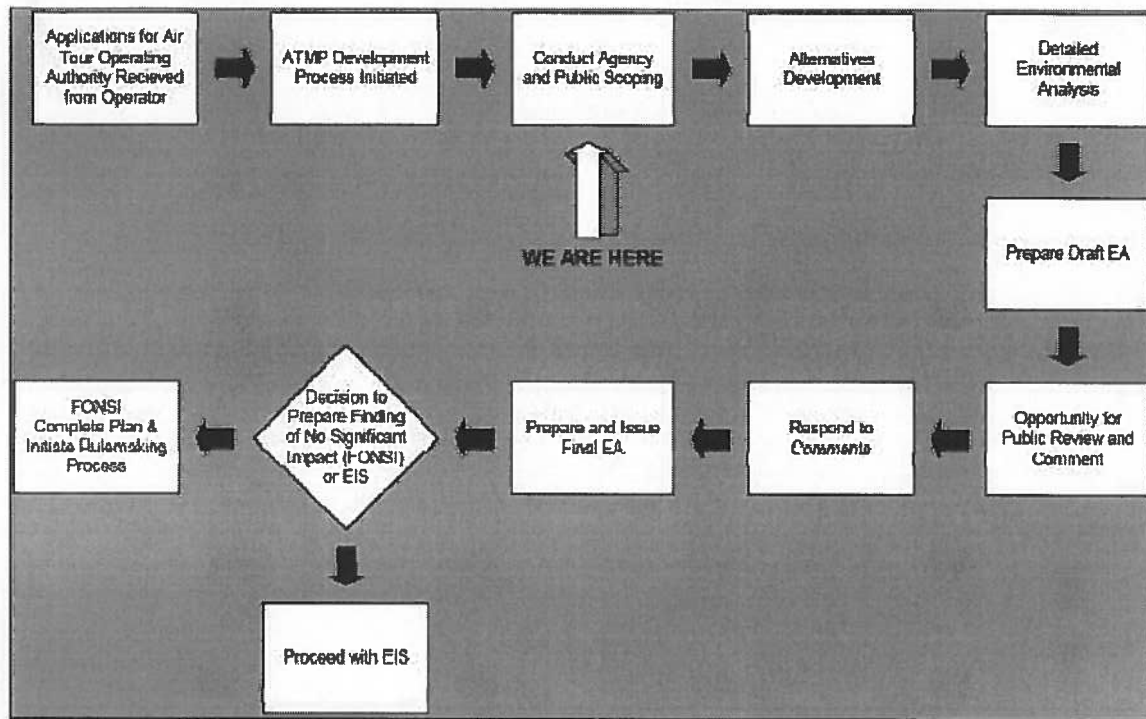 Applications for Air
Tour Operating
Authority Recieved
from Operator
ATMP Development
Process Initiated
Conduct Agency
and Public Scoping
Alternatives
Development
Detailed
Environmental
Analysis
WE ARE HERE
Prepare Draft EA
Opportunity for
Public Review and
Comment
Respond to
Comments
Prepare and Issue
Final EA
Decision to
Prepare Finding
of No Significant
Impact (FONSI)
or EIS
FONSI
Complete Plan &
Initiate Rulemaking
Process
Proceed with EIS